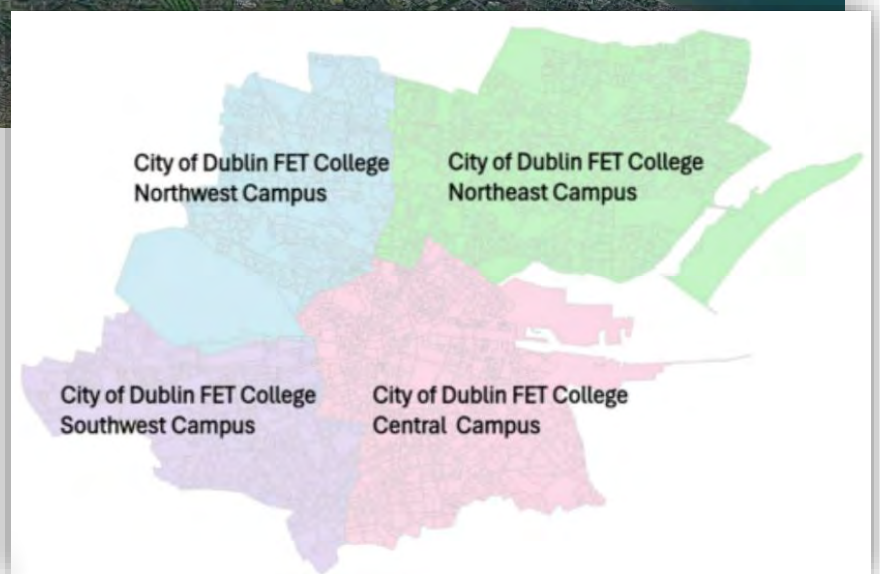 City of Dublin FET College
Northwest Campus
City of Dublin FET College
Northeast Campus
City of Dublin FET College
Southwest Campus
City of Dublin FET College
Central Campus